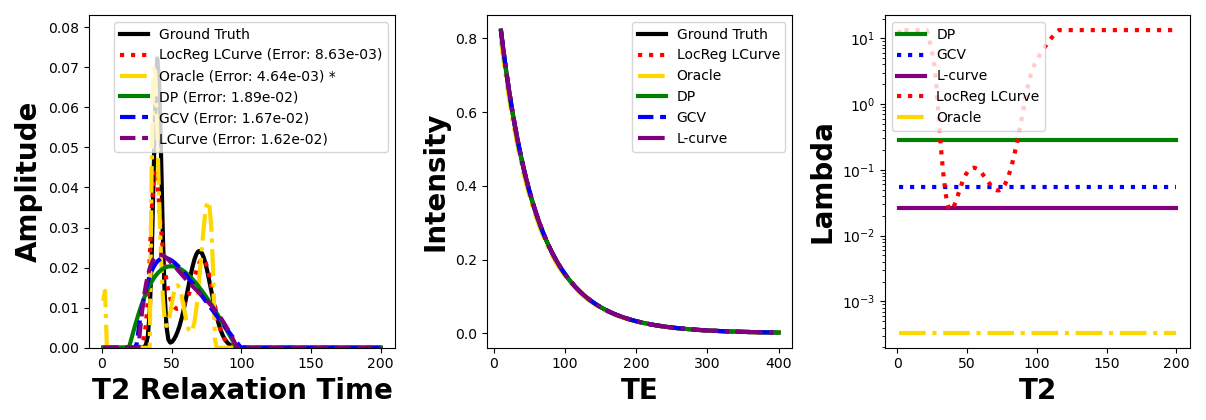 0.08
0.07
0.06
0.05
0.04
0.03
0.02
0.01
0.00
Amplitude
Ground Truth
LocReg LCurve (Error: 8.63e-03)
Oracle (Error: 4.64e-03) *
DP (Error: 1.89e-02)
GCV (Error: 1.67e-02)
LCurve (Error: 1.62e-02)
0 50 100 150 200
T2 Relaxation Time
0.8
0.6
0.4
0.2
0.0
Intensity
Ground Truth
LocReg LCurve
Oracle
DP
GCV
L-curve
0 100 200 300 400
TE
10¹
10⁰
10⁻¹
10⁻²
10⁻³
Lambda
DP
GCV
L-curve
LocReg LCurve
Oracle
0 50 100 150 200
T2